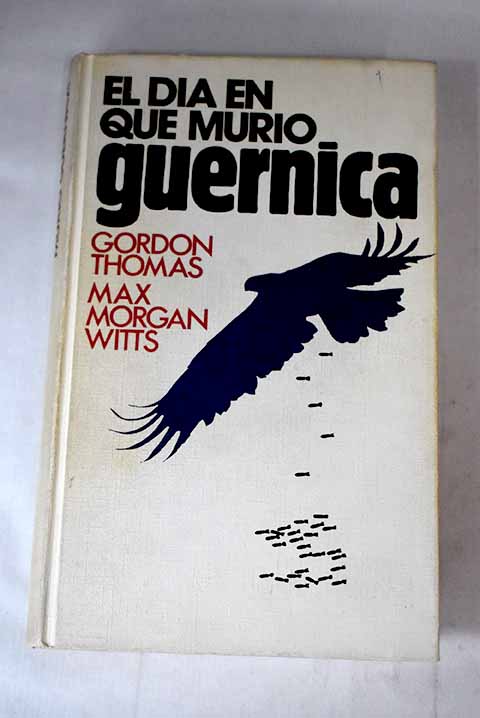 EL DIA EN
QUE MURIO
guernica
GORDON
THOMAS
MAX
MORGAN
WITTS